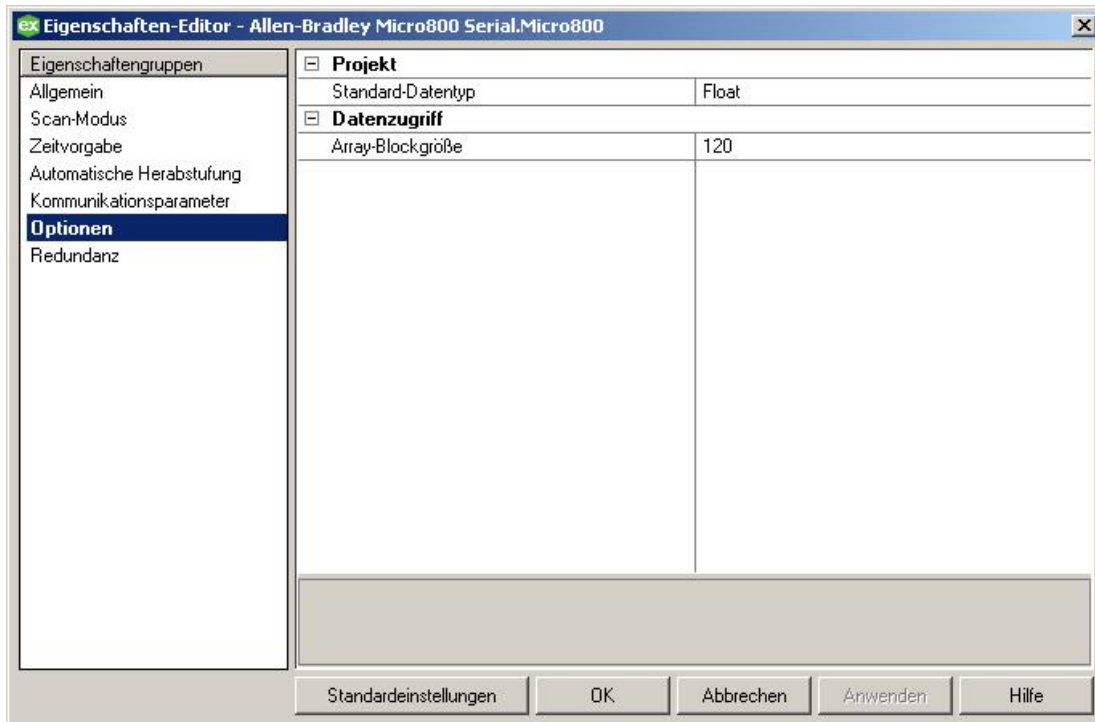 ex Eigenschaften-Editor - Allen-Bradley Micro800 Serial.Micro800
Eigenschaftengruppen
Allgemein
Scan-Modus
Zeitvorgabe
Automatische Herabstufung
Kommunikationsparameter
Optionen
Redundanz
Projekt
Standard-Datentyp Float
Datenzugriff
Array-Blockgröße 120
Standardeinstellungen OK Abbrechen Anwenden Hilfe